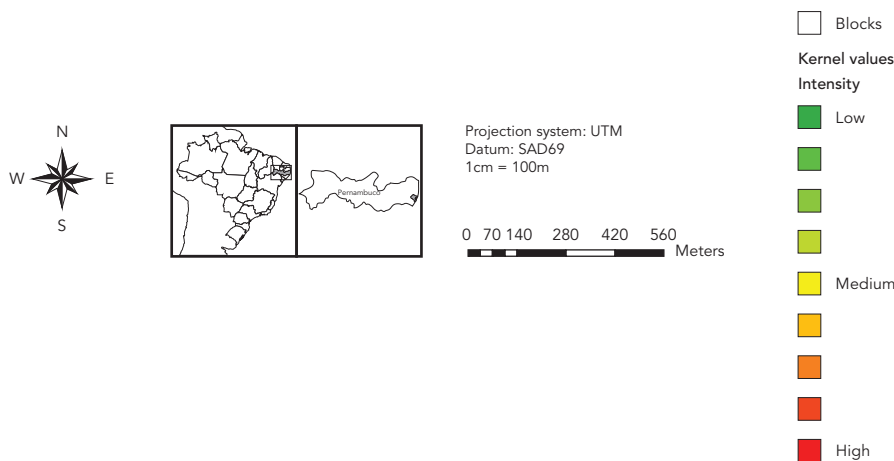 Blocks
Kernel values
Intensity
Low
Medium
High
N
W
E
S
Pernambuco
Projection system: UTM
Datum: SAD69
1cm = 100m
0 70 140 280 420 560
Meters